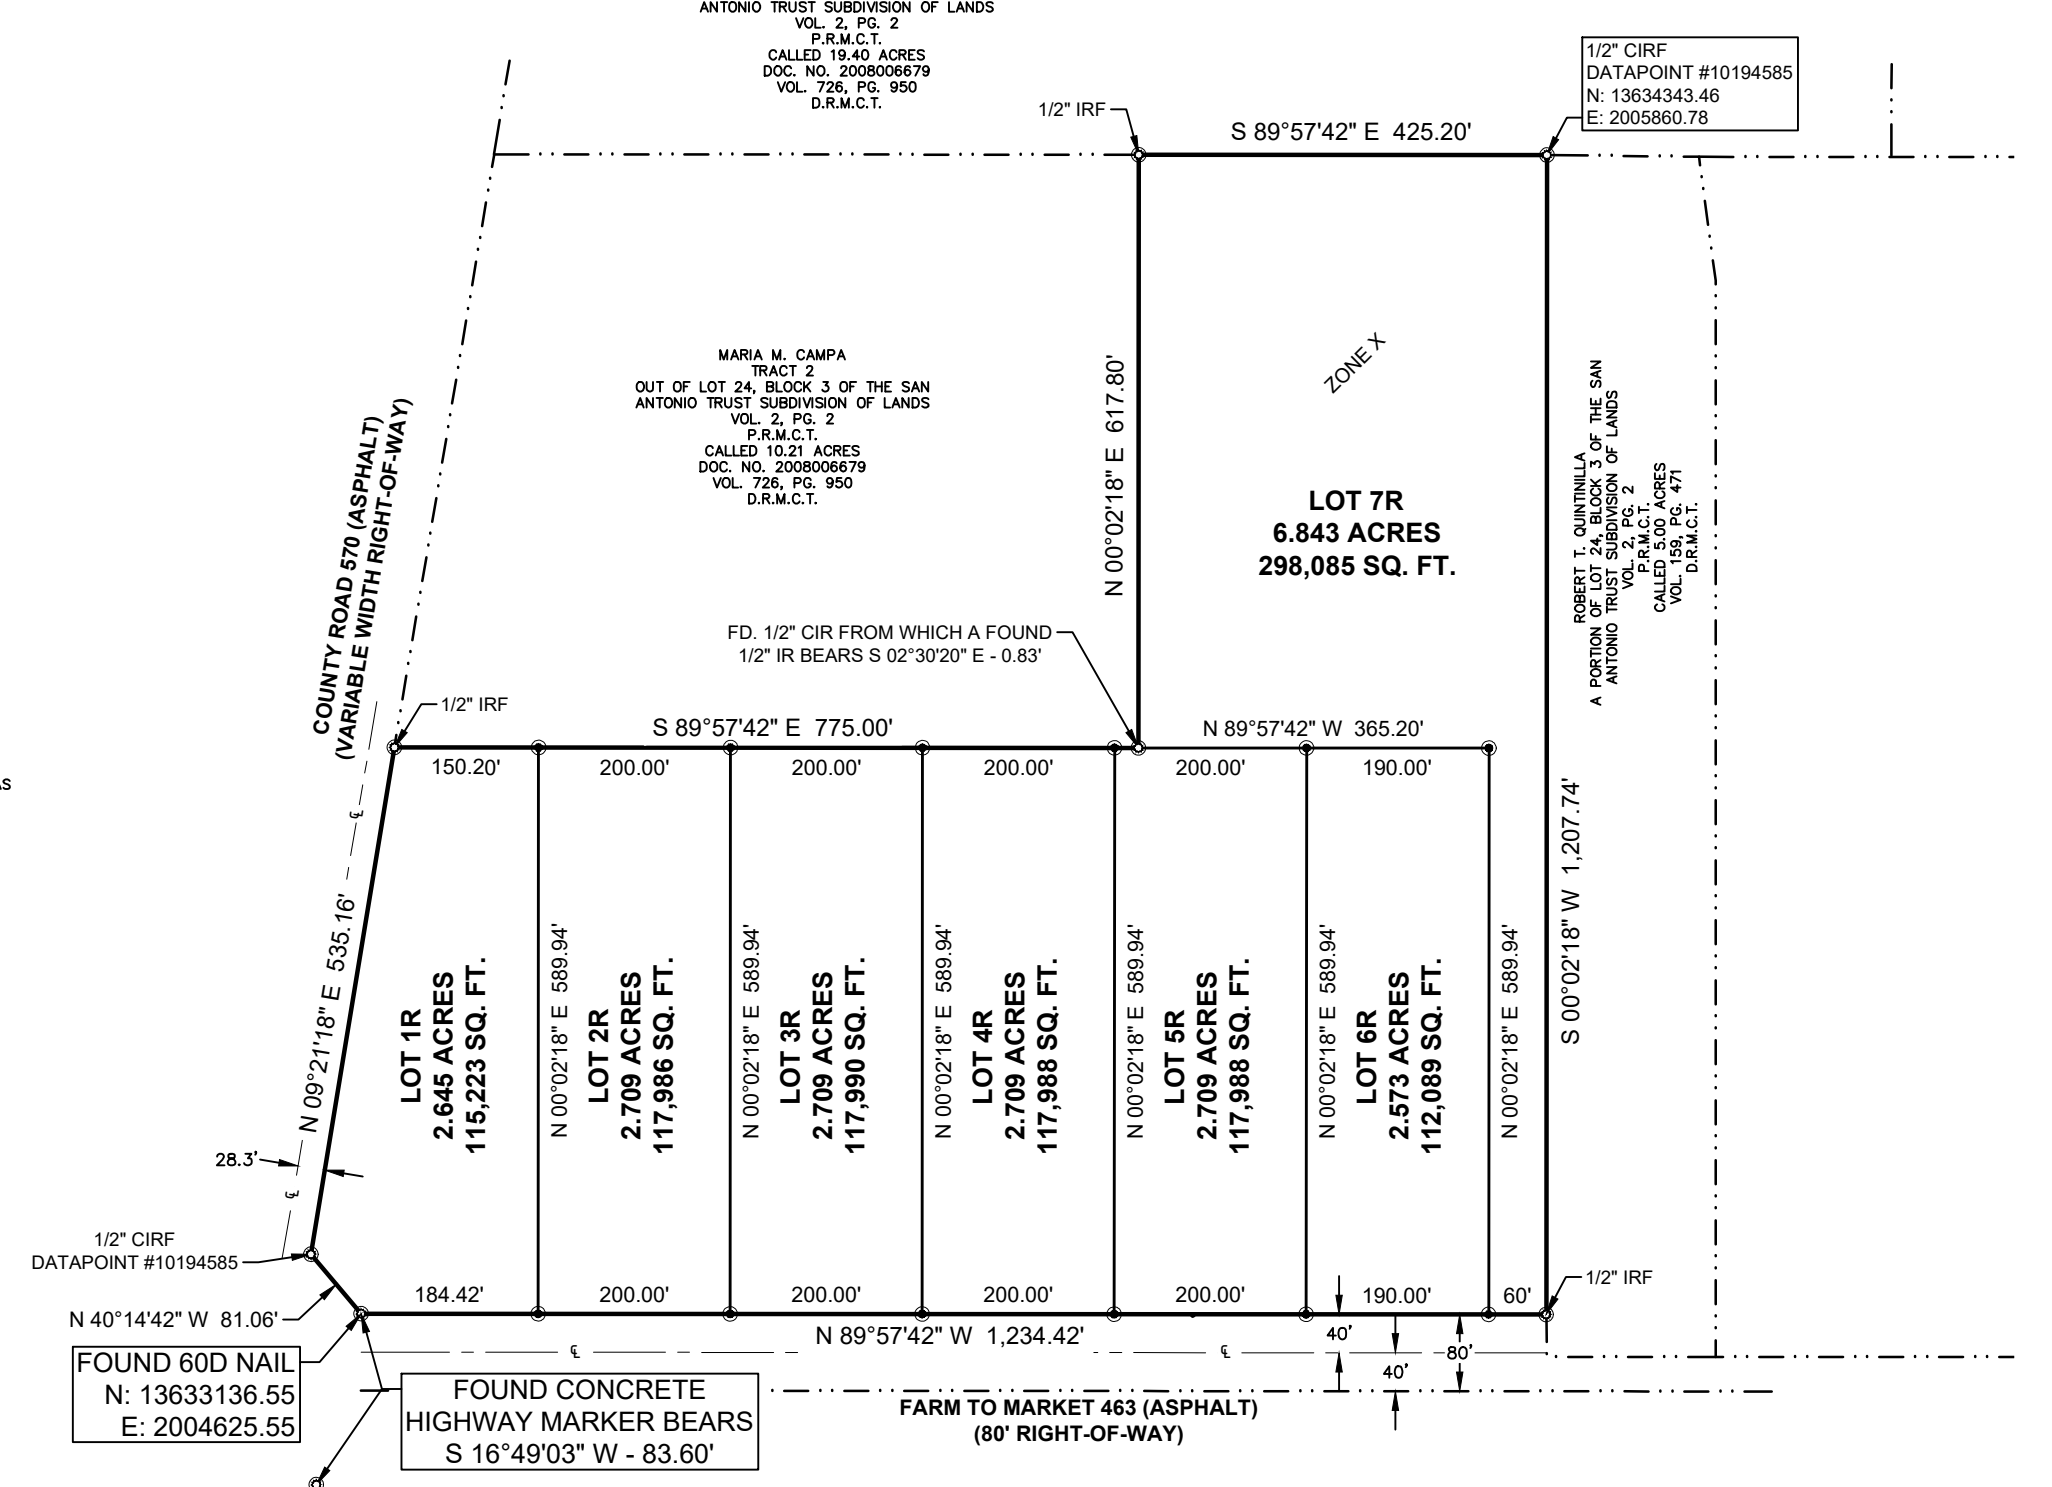 ANTONIO TRUST SUBDIVISION OF LANDS
VOL. 2, PG. 2
P.R.M.C.T.
CALLED 19.40 ACRES
DOC. NO. 2008006679
VOL. 726, PG. 950
D.R.M.C.T.
1/2" IRF
S 89°57'42" E 425.20'
1/2" CIRF
DATAPOINT #10194585
N: 13634343.46
E: 2005860.78
MARIA M. CAMPA
TRACT 2
OUT OF LOT 24, BLOCK 3 OF THE SAN
ANTONIO TRUST SUBDIVISION OF LANDS
VOL. 2, PG. 2
P.R.M.C.T.
CALLED 10.21 ACRES
DOC. NO. 2008006679
VOL. 726, PG. 950
D.R.M.C.T.
N 00°02'18" E 617.80'
ZONE X
LOT 7R
6.843 ACRES
298,085 SQ. FT.
ROBERT T. QUINTINILLA
A PORTION OF LOT 24, BLOCK 3 OF THE SAN
ANTONIO TRUST SUBDIVISION OF LANDS
VOL. 2, PG. 2
P.R.M.C.T.
CALLED 5.00 ACRES
VOL. 159, PG. 471
D.R.M.C.T.
COUNTY ROAD 570 (ASPHALT)
(VARIABLE WIDTH RIGHT-OF-WAY)
FD. 1/2" CIR FROM WHICH A FOUND
1/2" IR BEARS S 02°30'20" E - 0.83'
1/2" IRF
S 89°57'42" E 775.00'
N 89°57'42" W 365.20'
150.20'
200.00'
200.00'
200.00'
200.00'
190.00'
AS
℄
N 09°21'18" E 535.16'
S 00°02'18" W 1,207.74'
LOT 1R
2.645 ACRES
115,223 SQ. FT.
N 00°02'18" E 589.94'
LOT 2R
2.709 ACRES
117,986 SQ. FT.
N 00°02'18" E 589.94'
LOT 3R
2.709 ACRES
117,990 SQ. FT.
N 00°02'18" E 589.94'
LOT 4R
2.709 ACRES
117,988 SQ. FT.
N 00°02'18" E 589.94'
LOT 5R
2.709 ACRES
117,988 SQ. FT.
N 00°02'18" E 589.94'
LOT 6R
2.573 ACRES
112,089 SQ. FT.
N 00°02'18" E 589.94'
28.3'
℄
1/2" CIRF
DATAPOINT #10194585
N 40°14'42" W 81.06'
184.42'
200.00'
200.00'
200.00'
200.00'
190.00'
60'
1/2" IRF
N 89°57'42" W 1,234.42'
℄
℄
40'
40'
80'
FOUND 60D NAIL
N: 13633136.55
E: 2004625.55
FOUND CONCRETE
HIGHWAY MARKER BEARS
S 16°49'03" W - 83.60'
FARM TO MARKET 463 (ASPHALT)
(80' RIGHT-OF-WAY)